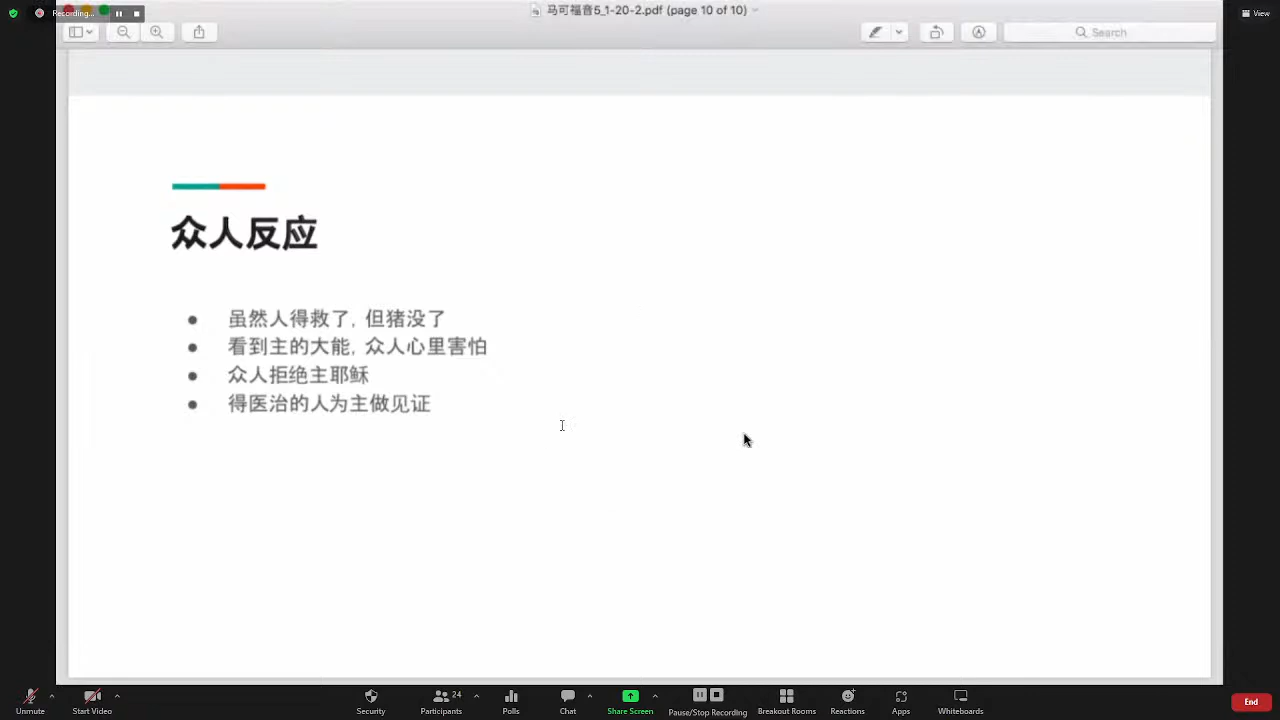 Recording...
马可福音5_1-20-2.pdf (page 10 of 10)
View
Search
众人反应
● 虽然人得救了, 但猪没了
● 看到主的大能, 众人心里害怕
● 众人拒绝主耶稣
● 得医治的人为主做见证
Unmute
Start Video
Security
24
Participants
Polls
Chat
Share Screen
Pause/Stop Recording
Breakout Rooms
Reactions
Apps
Whiteboards
End